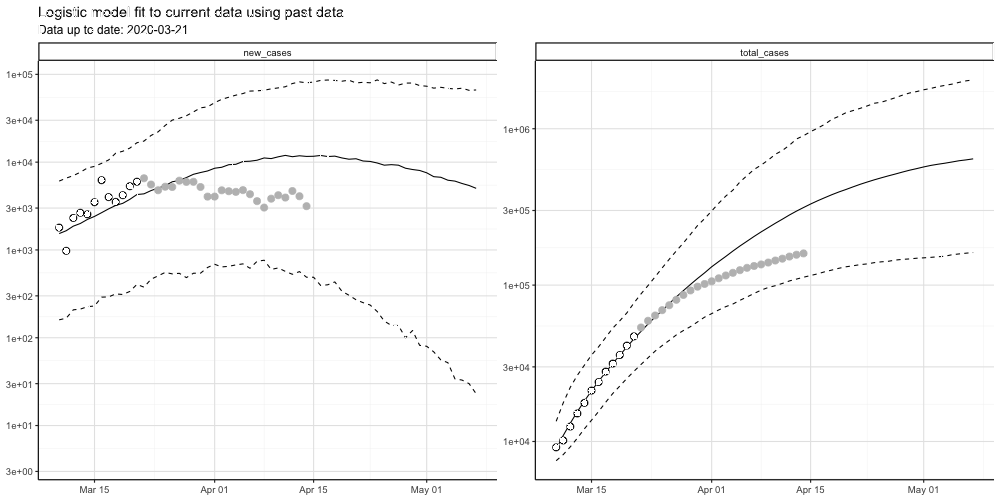 Logistic model fit to current data using past data
Data up to date: 2020-03-21
new_cases
total_cases
1e+05
3e+04
1e+04
3e+03
1e+03
3e+02
1e+02
3e+01
1e+01
3e+00
1e+06
3e+05
1e+05
3e+04
1e+04
Mar 15
Apr 01
Apr 15
May 01
Mar 15
Apr 01
Apr 15
May 01